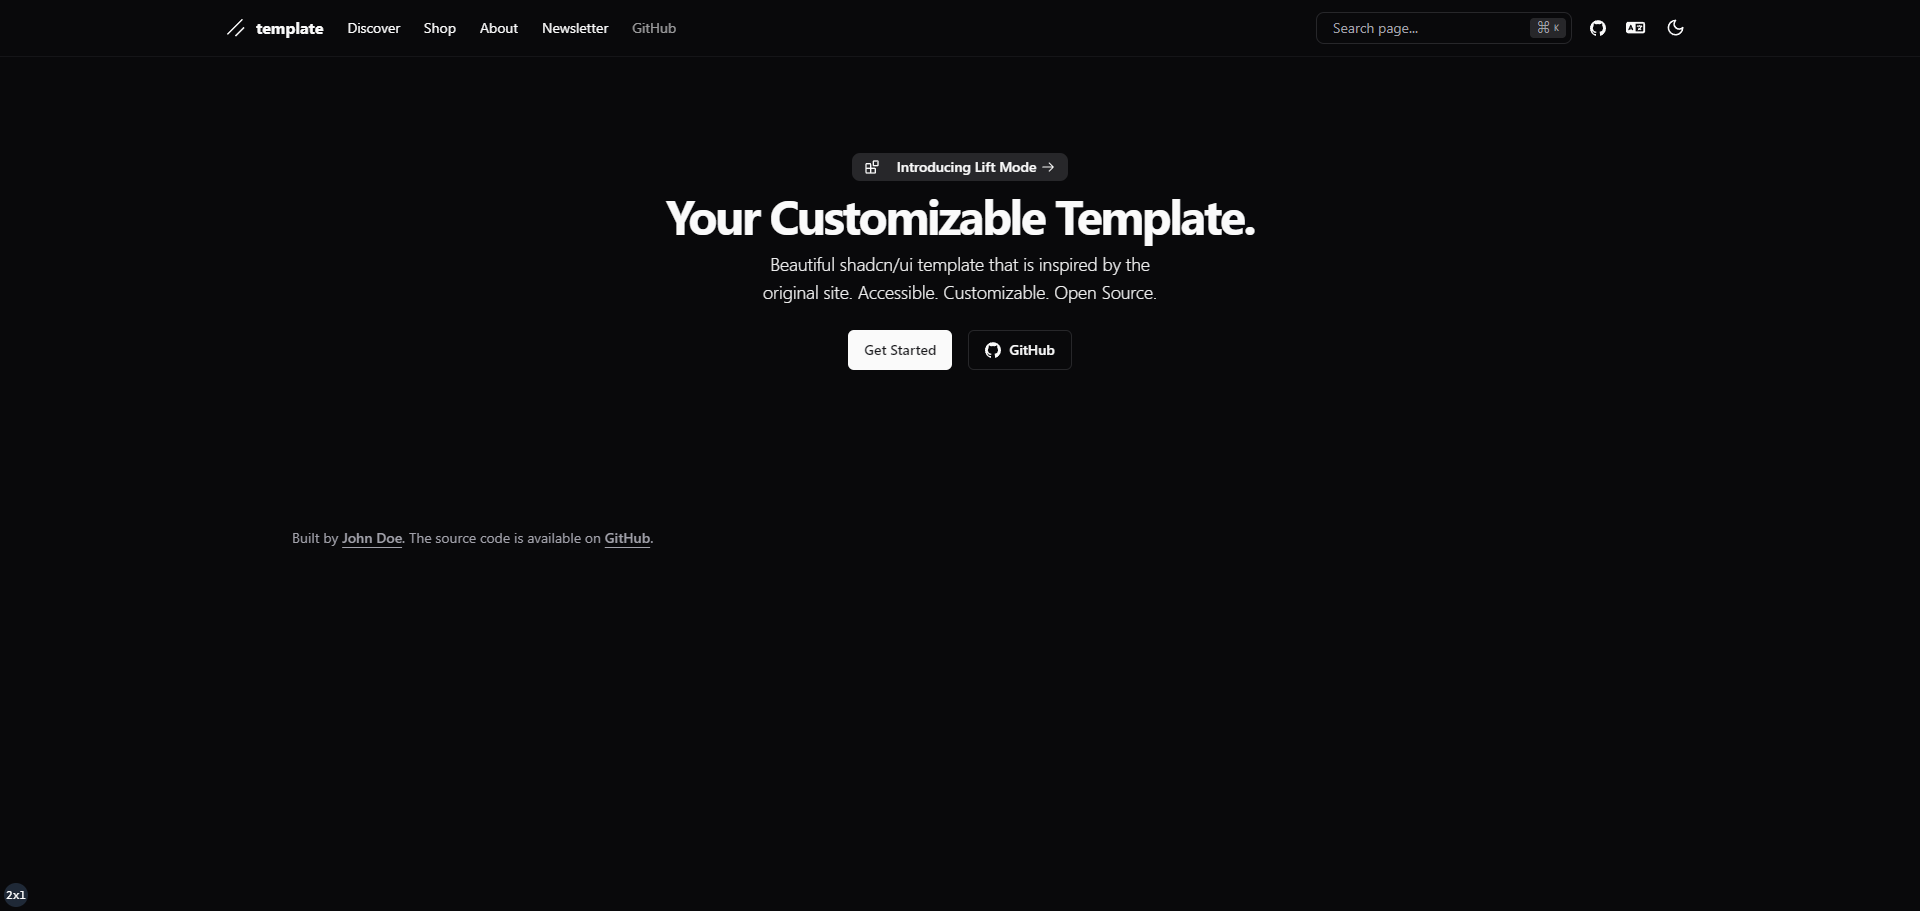 template Discover Shop About Newsletter GitHub Search page... ⌘ K
Introducing Lift Mode →
Your Customizable Template.
Beautiful shadcn/ui template that is inspired by the
original site. Accessible. Customizable. Open Source.
Get Started GitHub
Built by John Doe. The source code is available on GitHub.
2x1